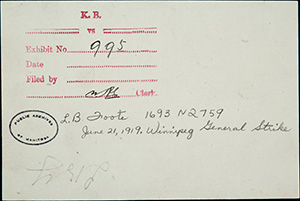 K. B.
vs
Exhibit No. 995
Date
Filed by
Clerk.
PUBLIC ARCHIVES
OF MANITOBA
L.B Foote 1693 N2759
June 21, 1919. Winnipeg General Strike